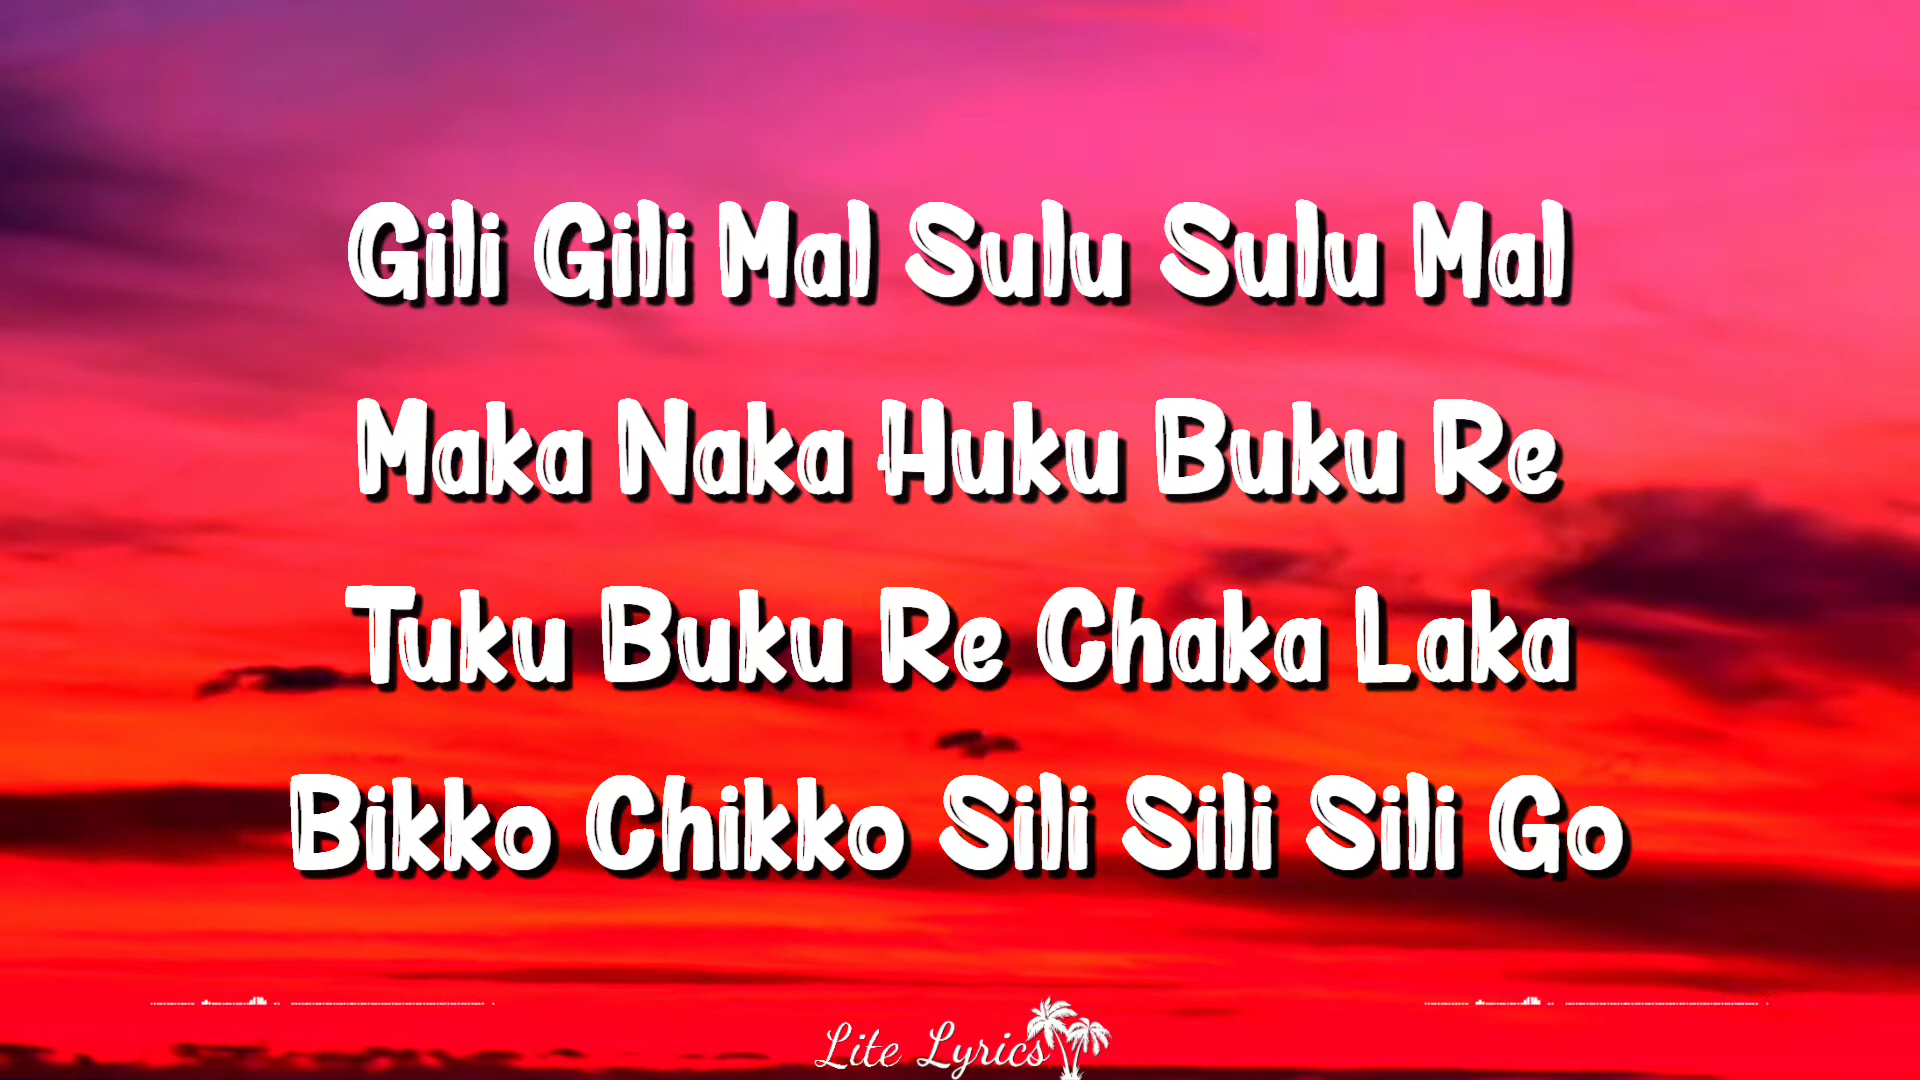 Gili Gili Mal Sulu Sulu Mal
Maka Naka Huku Buku Re
Tuku Buku Re Chaka Laka
Bikko Chikko Sili Sili Sili Go
Lite Lyrics